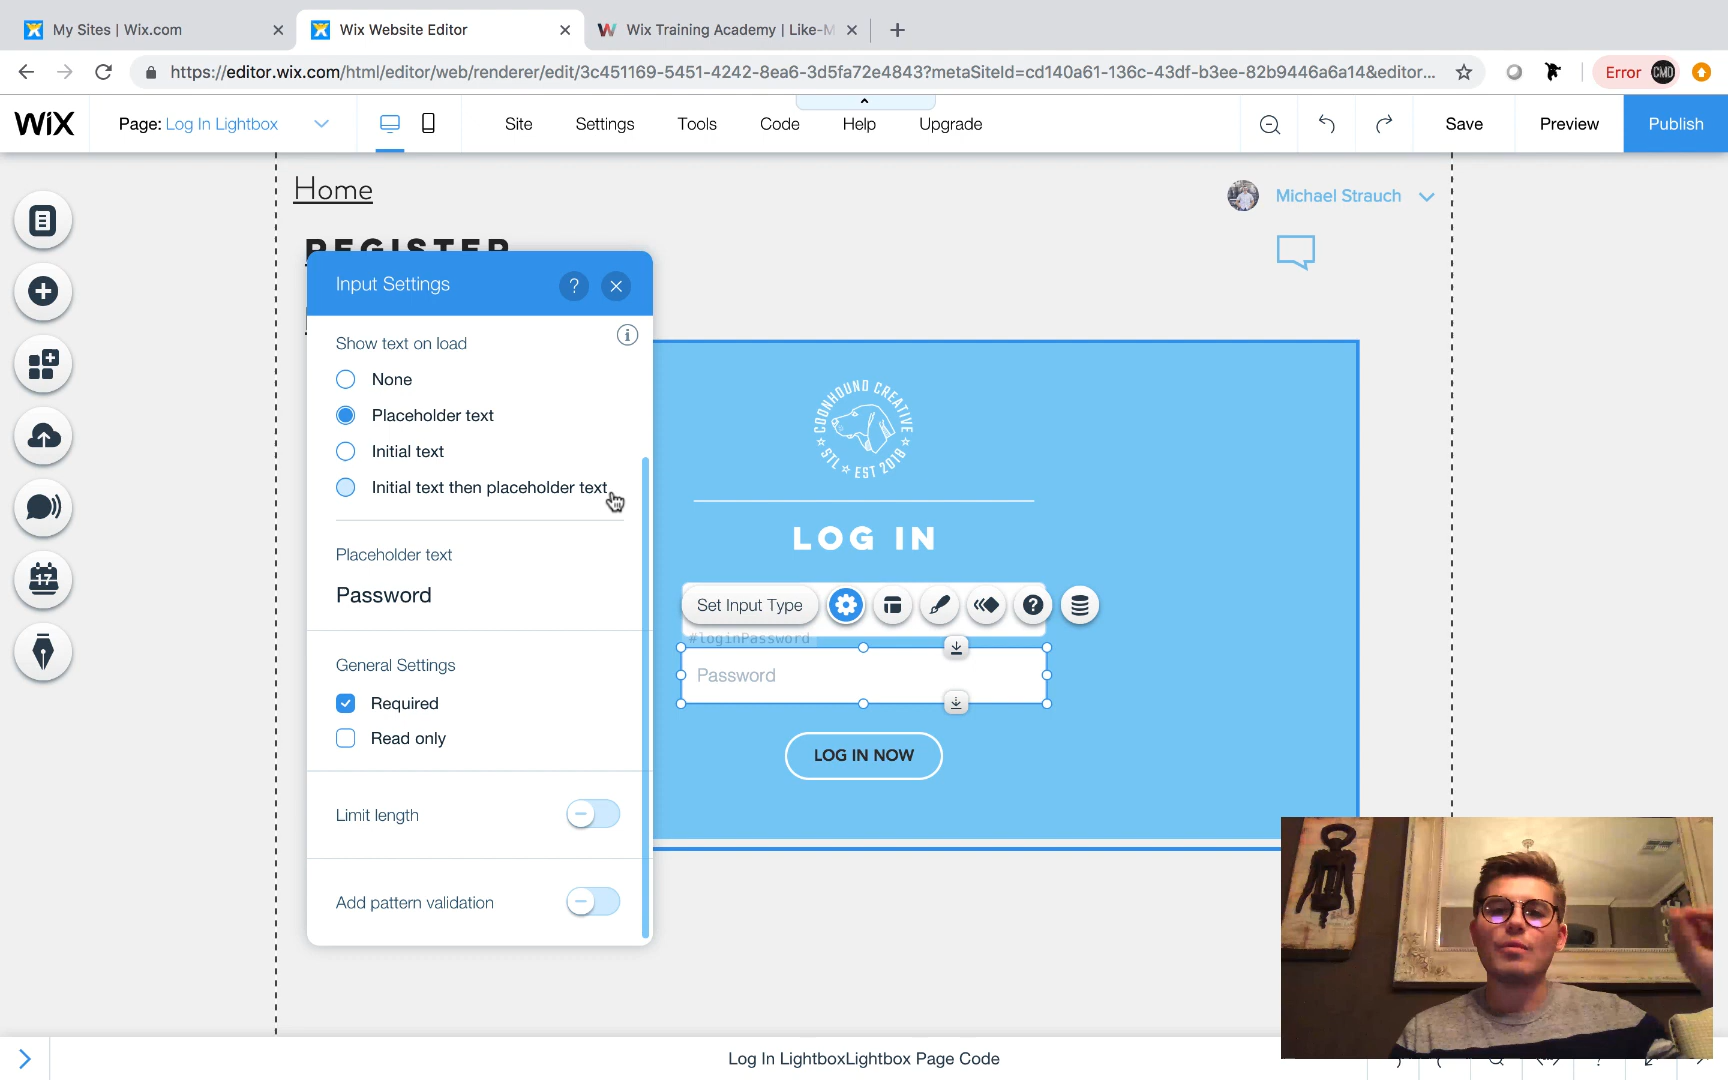 My Sites | Wix.com
Wix Website Editor
Wix Training Academy | Like-M
https://editor.wix.com/html/editor/web/renderer/edit/3c451169-5451-4242-8ea6-3d5fa72e4843?metaSiteId=cd140a61-136c-43df-b3ee-82b9446a6a14&editor...
Error
CMD
WiX
Page: Log In Lightbox
Site
Settings
Tools
Code
Help
Upgrade
Save
Preview
Publish
Home
Michael Strauch
REGISTER
Input Settings
?
Show text on load
None
Placeholder text
Initial text
Initial text then placeholder text
Placeholder text
Password
General Settings
Required
Read only
Limit length
Add pattern validation
17
COONHOUND CREATIVE
STL ★ EST 2018
LOG IN
Set Input Type
#loginPassword
Password
LOG IN NOW
Log In LightboxLightbox Page Code